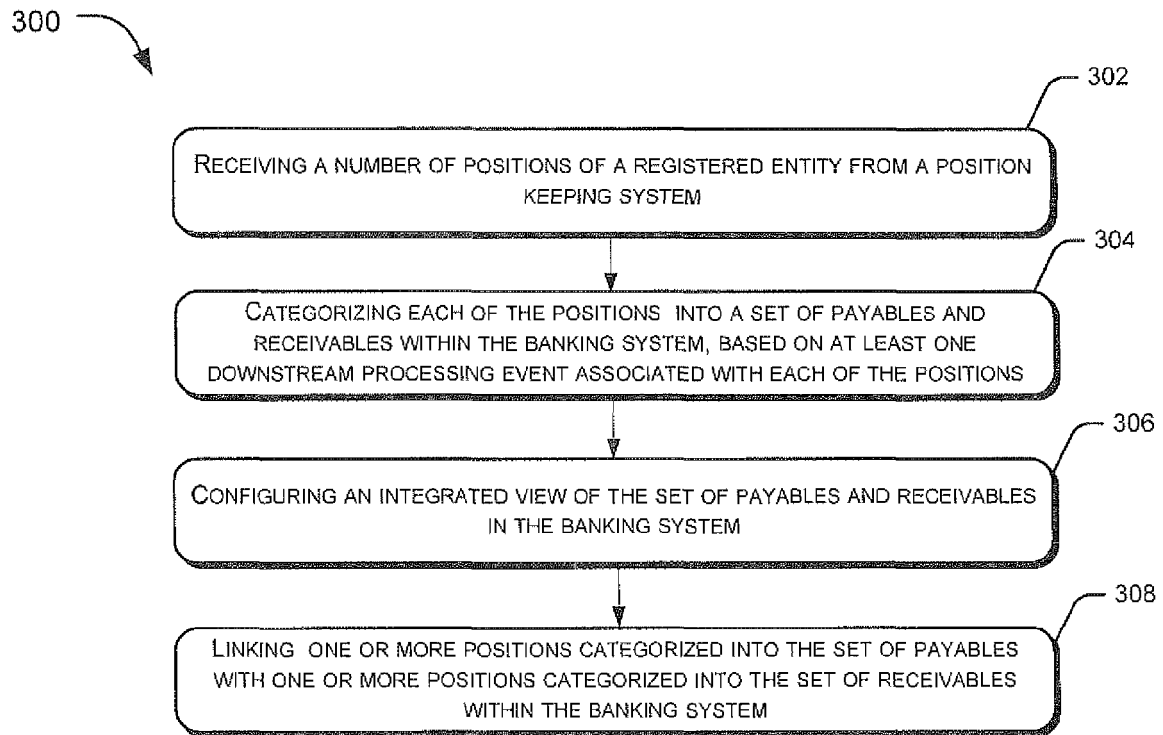 300
302
RECEIVING A NUMBER OF POSITIONS OF A REGISTERED ENTITY FROM A POSITION
KEEPING SYSTEM
304
CATEGORIZING EACH OF THE POSITIONS INTO A SET OF PAYABLES AND
RECEIVABLES WITHIN THE BANKING SYSTEM, BASED ON AT LEAST ONE
DOWNSTREAM PROCESSING EVENT ASSOCIATED WITH EACH OF THE POSITIONS
306
CONFIGURING AN INTEGRATED VIEW OF THE SET OF PAYABLES AND RECEIVABLES
IN THE BANKING SYSTEM
308
LINKING ONE OR MORE POSITIONS CATEGORIZED INTO THE SET OF PAYABLES
WITH ONE OR MORE POSITIONS CATEGORIZED INTO THE SET OF RECEIVABLES
WITHIN THE BANKING SYSTEM